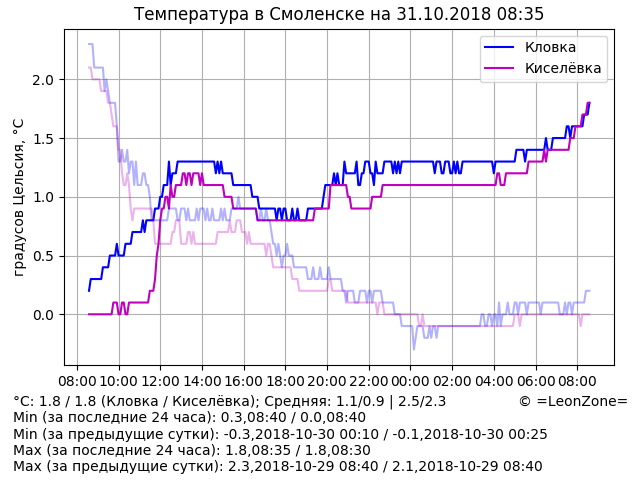 Температура в Смоленске на 31.10.2018 08:35
Кловка
Киселёвка
градусов Цельсия, °C
2.0
1.5
1.0
0.5
0.0
08:00 10:00 12:00 14:00 16:00 18:00 20:00 22:00 00:00 02:00 04:00 06:00 08:00
°C: 1.8 / 1.8 (Кловка / Киселёвка); Средняя: 1.1/0.9 | 2.5/2.3 © =LeonZone=
Min (за последние 24 часа): 0.3,08:40 / 0.0,08:40
Min (за предыдущие сутки): -0.3,2018-10-30 00:10 / -0.1,2018-10-30 00:25
Max (за последние 24 часа): 1.8,08:35 / 1.8,08:30
Max (за предыдущие сутки): 2.3,2018-10-29 08:40 / 2.1,2018-10-29 08:40